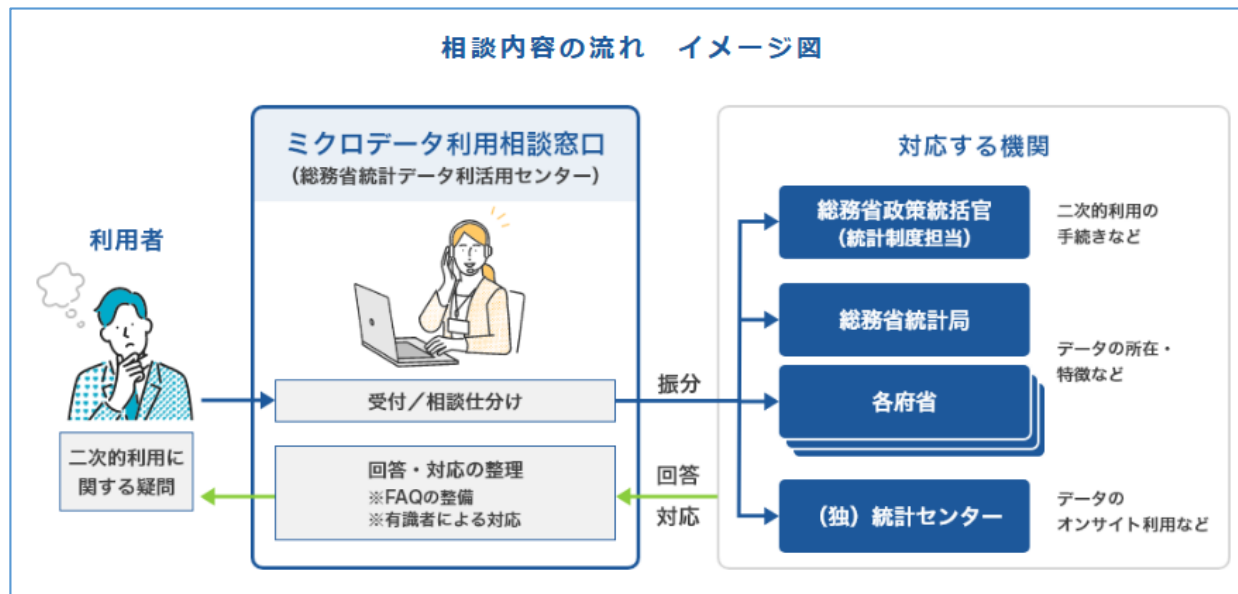 相談内容の流れ　イメージ図
利用者
二次的利用に
関する疑問
ミクロデータ利用相談窓口
（総務省統計データ利活用センター）
受付／相談仕分け
回答・対応の整理
※FAQの整備
※有識者による対応
振分
回答
対応
対応する機関
総務省政策統括官
（統計制度担当）
二次的利用の
手続きなど
総務省統計局
各府省
データの所在・
特徴など
（独）統計センター
データの
オンサイト利用など